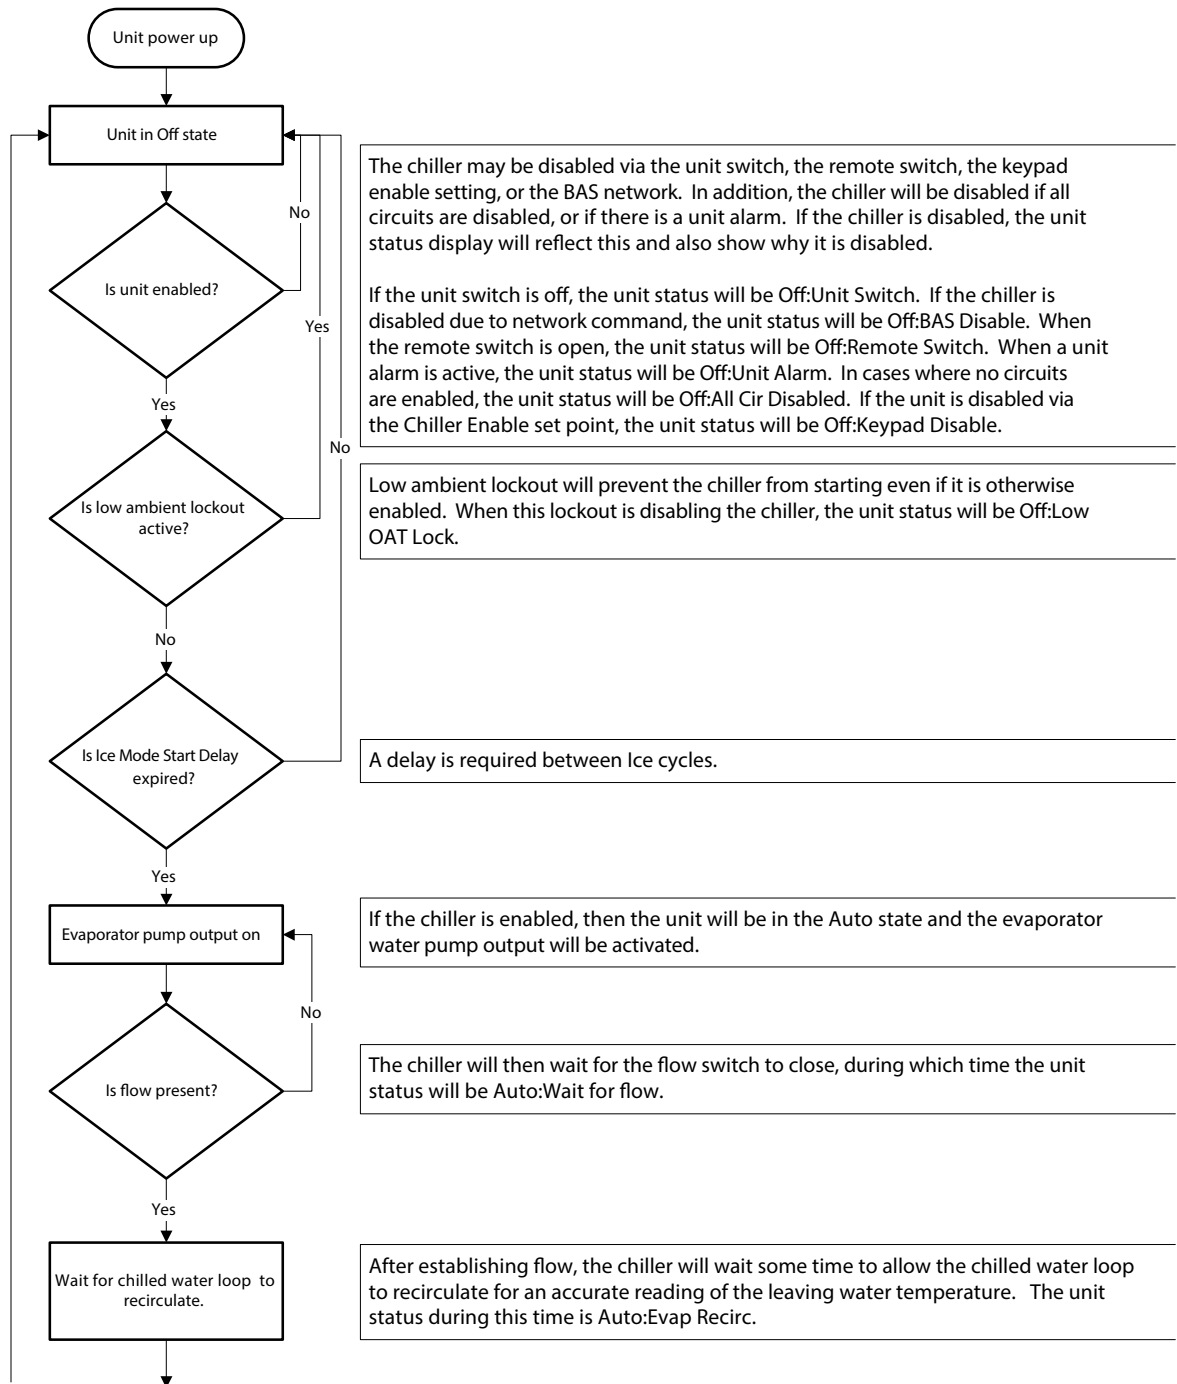 Unit power up
Unit in Off state
The chiller may be disabled via the unit switch, the remote switch, the keypad
enable setting, or the BAS network.  In addition, the chiller will be disabled if all
circuits are disabled, or if there is a unit alarm.  If the chiller is disabled, the unit
status display will reflect this and also show why it is disabled.
If the unit switch is off, the unit status will be Off:Unit Switch.  If the chiller is
disabled due to network command, the unit status will be Off:BAS Disable.  When
the remote switch is open, the unit status will be Off:Remote Switch.  When a unit
alarm is active, the unit status will be Off:Unit Alarm.  In cases where no circuits
are enabled, the unit status will be Off:All Cir Disabled.  If the unit is disabled via
the Chiller Enable set point, the unit status will be Off:Keypad Disable.
No
Is unit enabled?
Yes
Yes
No
Is low ambient lockout
active?
Low ambient lockout will prevent the chiller from starting even if it is otherwise
enabled.  When this lockout is disabling the chiller, the unit status will be Off:Low
OAT Lock.
No
Is Ice Mode Start Delay
expired?
A delay is required between Ice cycles.
Yes
Evaporator pump output on
If the chiller is enabled, then the unit will be in the Auto state and the evaporator
water pump output will be activated.
No
Is flow present?
The chiller will then wait for the flow switch to close, during which time the unit
status will be Auto:Wait for flow.
Yes
Wait for chilled water loop  to
recirculate.
After establishing flow, the chiller will wait some time to allow the chilled water loop
to recirculate for an accurate reading of the leaving water temperature.   The unit
status during this time is Auto:Evap Recirc.